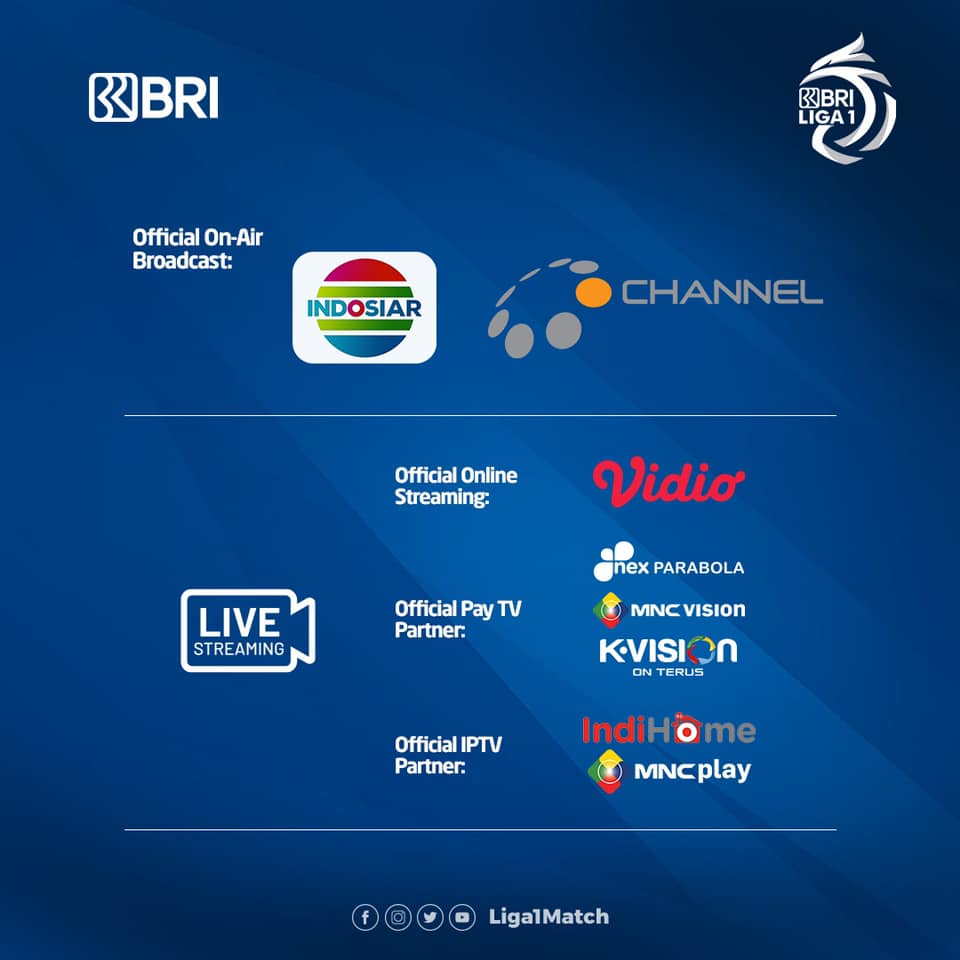 BRI
BRI
LIGA 1
Official On-Air
Broadcast:
INDOSIAR
CHANNEL
Official Online
Streaming:
Vidio
nex PARABOLA
LIVE
STREAMING
Official Pay TV
Partner:
MNC VISION
K-VISION
ON TERUS
Official IPTV
Partner:
IndiHome
MNC play
Liga1Match